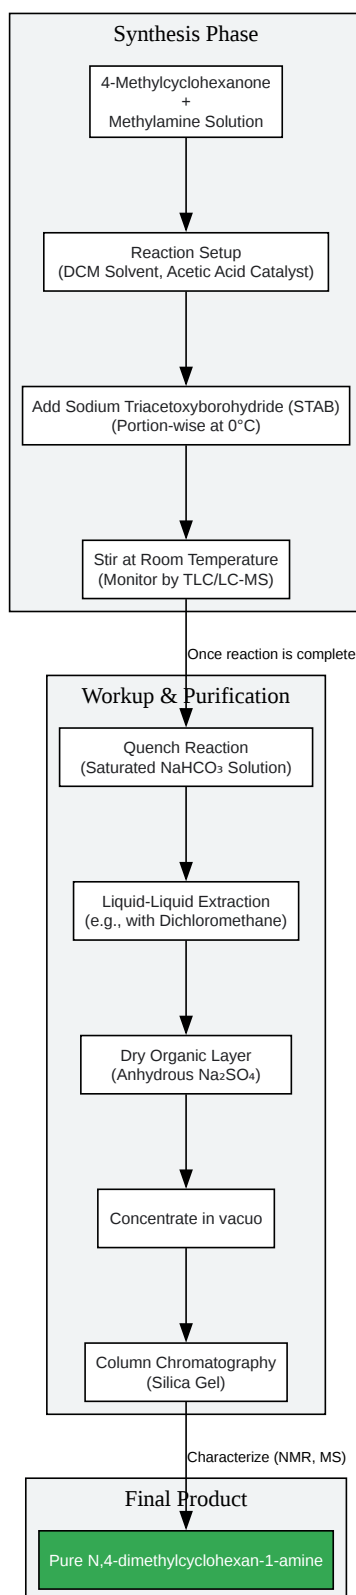 Synthesis Phase
4-Methylcyclohexanone
+
Methylamine Solution
Reaction Setup
(DCM Solvent, Acetic Acid Catalyst)
Add Sodium Triacetoxyborohydride (STAB)
(Portion-wise at 0°C)
Stir at Room Temperature
(Monitor by TLC/LC-MS)
Once reaction is complete
Workup & Purification
Quench Reaction
(Saturated NaHCO₃ Solution)
Liquid-Liquid Extraction
(e.g., with Dichloromethane)
Dry Organic Layer
(Anhydrous Na₂SO₄)
Concentrate in vacuo
Column Chromatography
(Silica Gel)
Characterize (NMR, MS)
Final Product
Pure N,4-dimethylcyclohexan-1-amine